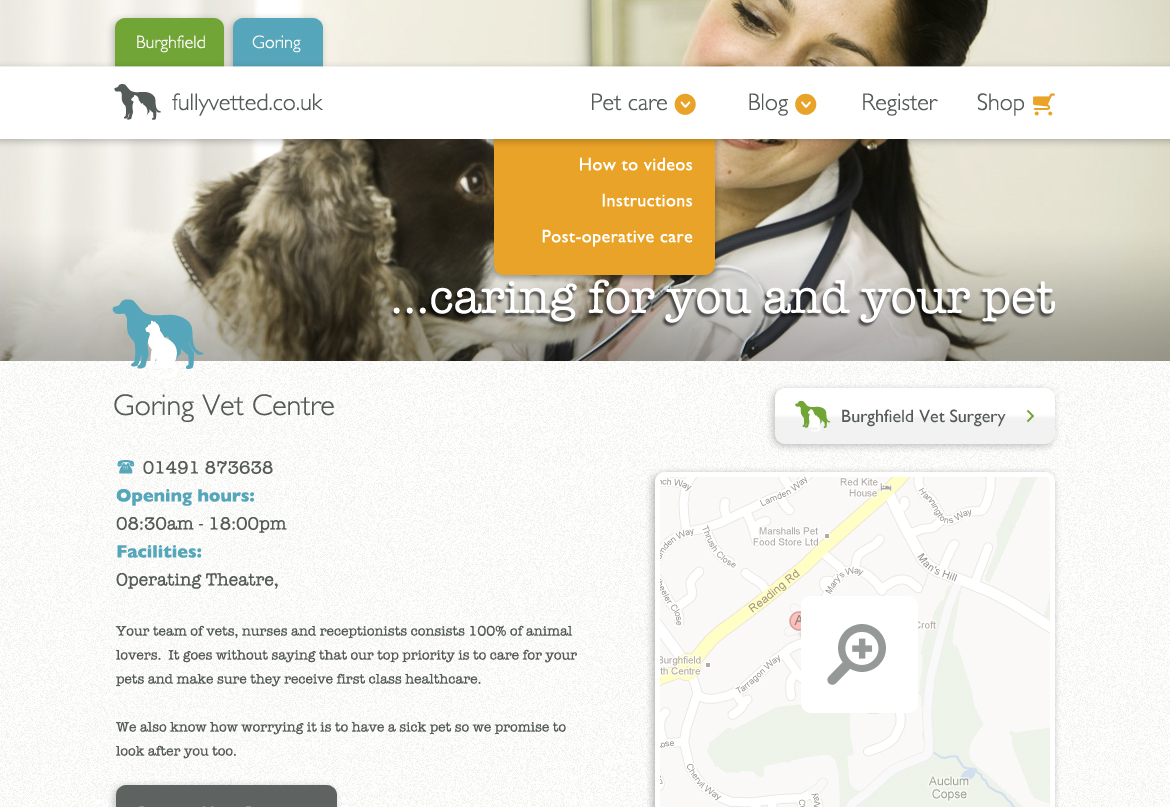 Burghfield
Goring
fullyvetted.co.uk
Pet care
Blog
Register
Shop
How to videos
Instructions
Post-operative care
...caring for you and your pet
Goring Vet Centre
Burghfield Vet Surgery
01491 873638
Opening hours:
08:30am - 18:00pm
Facilities:
Operating Theatre,
Your team of vets, nurses and receptionists consists 100% of animal
lovers. It goes without saying that our top priority is to care for your
pets and make sure they receive first class healthcare.
We also know how worrying it is to have a sick pet so we promise to
look after you too.
nch Way
Lamden Way
Red Kite
House
Hannington's Way
Marshalls Pet
Food Store Ltd
mden Way
Thrush Close
Man's Hill
Mary's Way
Reading Rd
eeler Close
A
Croft
Burghfield
th Centre
Tarragon Way
ose
Chervil Way
Auclum
Copse